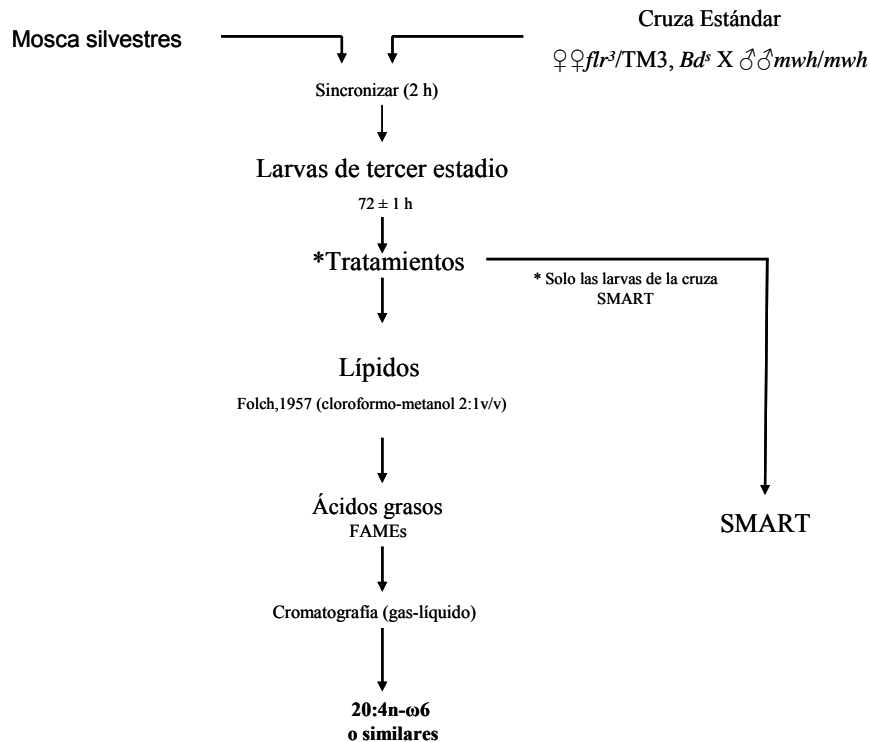 Mosca silvestres
Cruza Estándar
♀♀flr³/TM3, Bdˢ X ♂♂mwh/mwh
Sincronizar (2 h)
Larvas de tercer estadio
72 ± 1 h
*Tratamientos
* Solo las larvas de la cruza
SMART
Lípidos
Folch,1957 (cloroformo-metanol 2:1v/v)
Ácidos grasos
FAMEs
SMART
Cromatografía (gas-líquido)
20:4n-ω6
o similares